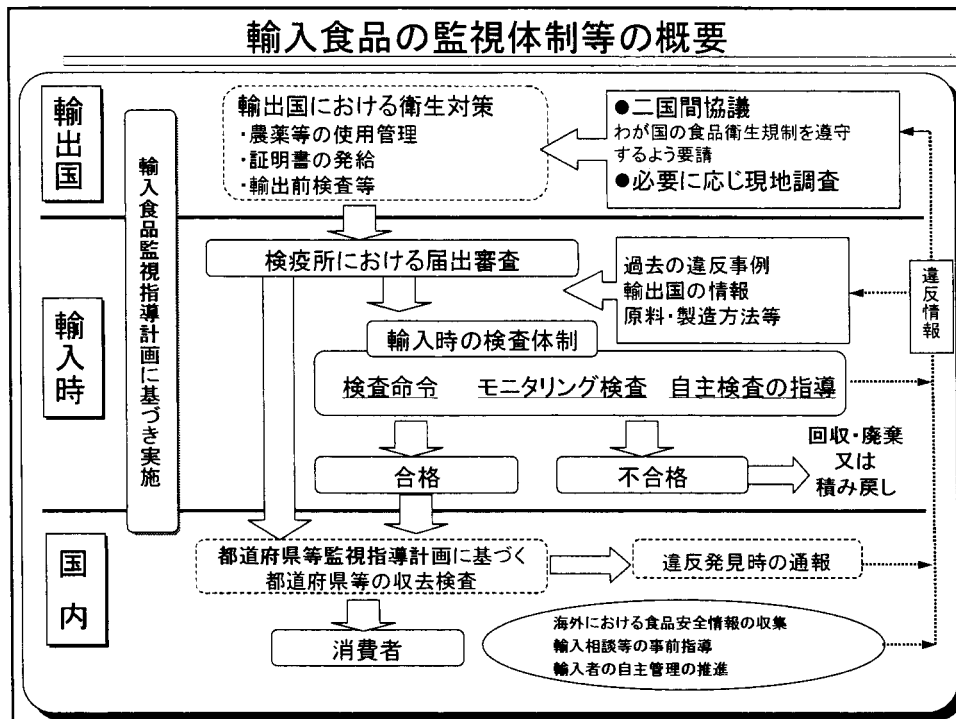 輸入食品の監視体制等の概要
輸出国
輸入食品監視指導計画に基づき実施
輸出国における衛生対策
・農薬等の使用管理
・証明書の発給
・輸出前検査等
●二国間協議
わが国の食品衛生規制を遵守
するよう要請
●必要に応じ現地調査
違反情報
輸入時
検疫所における届出審査
過去の違反事例
輸出国の情報
原料・製造方法等
輸入時の検査体制
検査命令 モニタリング検査 自主検査の指導
合格
不合格
回収・廃棄
又は
積み戻し
国内
都道府県等監視指導計画に基づく
都道府県等の収去検査
違反発見時の通報
消費者
海外における食品安全情報の収集
輸入相談等の事前指導
輸入者の自主管理の推進